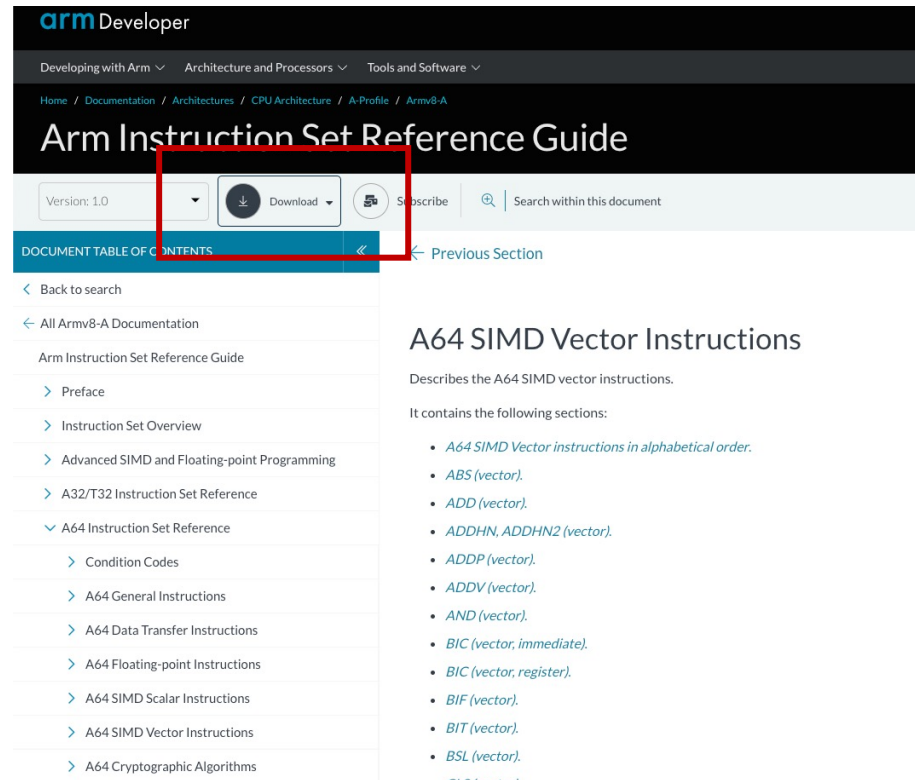 arm Developer
Developing with Arm Architecture and Processors Tools and Software
Home / Documentation / Architectures / CPU Architecture / A-Profile / Armv8-A
Arm Instruction Set Reference Guide
Version: 1.0 Download Subscribe Search within this document
DOCUMENT TABLE OF CONTENTS
Back to search
All Armv8-A Documentation
Arm Instruction Set Reference Guide
Preface
Instruction Set Overview
Advanced SIMD and Floating-point Programming
A32/T32 Instruction Set Reference
A64 Instruction Set Reference
Condition Codes
A64 General Instructions
A64 Data Transfer Instructions
A64 Floating-point Instructions
A64 SIMD Scalar Instructions
A64 SIMD Vector Instructions
A64 Cryptographic Algorithms
Previous Section
A64 SIMD Vector Instructions
Describes the A64 SIMD vector instructions.
It contains the following sections:
• A64 SIMD Vector instructions in alphabetical order.
• ABS (vector).
• ADD (vector).
• ADDHN, ADDHN2 (vector).
• ADDP (vector).
• ADDV (vector).
• AND (vector).
• BIC (vector, immediate).
• BIC (vector, register).
• BIF (vector).
• BIT (vector).
• BSL (vector).